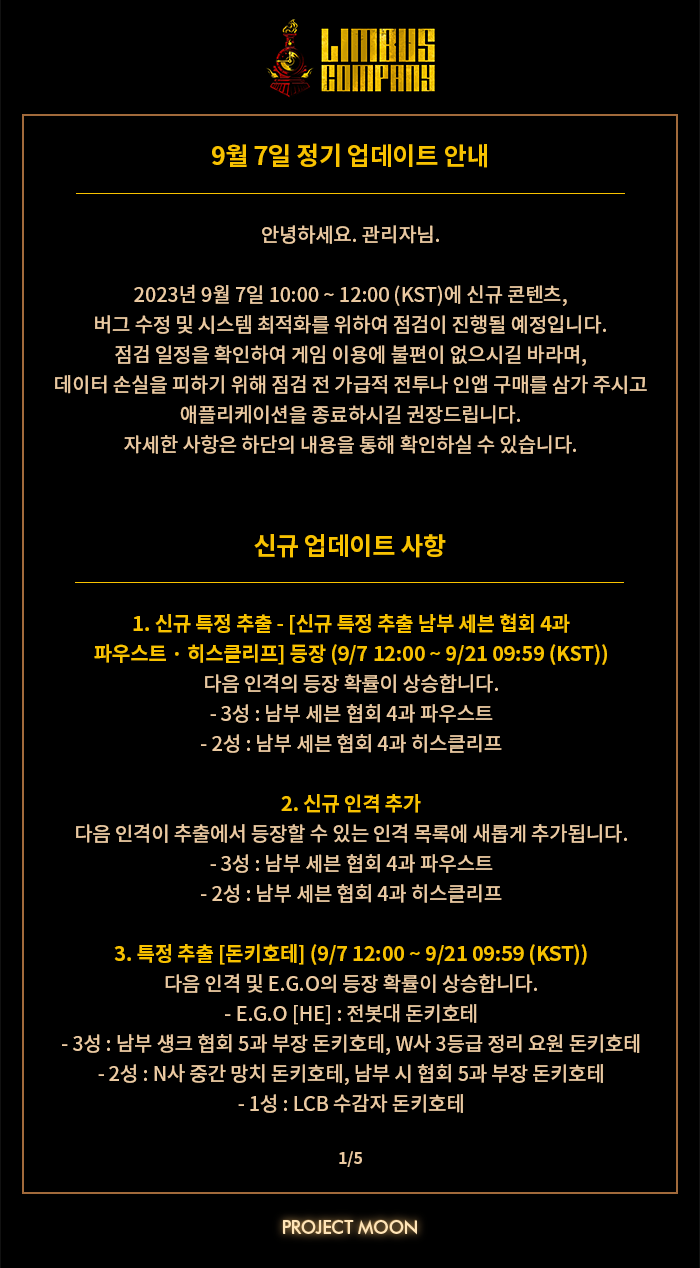 LIMBUS
COMPANY
9월 7일 정기 업데이트 안내
안녕하세요. 관리자님.
2023년 9월 7일 10:00 ~ 12:00 (KST)에 신규 콘텐츠,
버그 수정 및 시스템 최적화를 위하여 점검이 진행될 예정입니다.
점검 일정을 확인하여 게임 이용에 불편이 없으시길 바라며,
데이터 손실을 피하기 위해 점검 전 가급적 전투나 인앱 구매를 삼가 주시고
애플리케이션을 종료하시길 권장드립니다.
자세한 사항은 하단의 내용을 통해 확인하실 수 있습니다.
신규 업데이트 사항
1. 신규 특정 추출 - [신규 특정 추출 남부 세븐 협회 4과
파우스트 · 히스클리프] 등장 (9/7 12:00 ~ 9/21 09:59 (KST))
다음 인격의 등장 확률이 상승합니다.
- 3성 : 남부 세븐 협회 4과 파우스트
- 2성 : 남부 세븐 협회 4과 히스클리프
2. 신규 인격 추가
다음 인격이 추출에서 등장할 수 있는 인격 목록에 새롭게 추가됩니다.
- 3성 : 남부 세븐 협회 4과 파우스트
- 2성 : 남부 세븐 협회 4과 히스클리프
3. 특정 추출 [돈키호테] (9/7 12:00 ~ 9/21 09:59 (KST))
다음 인격 및 E.G.O의 등장 확률이 상승합니다.
- E.G.O [HE] : 전봇대 돈키호테
- 3성 : 남부 섕크 협회 5과 부장 돈키호테, W사 3등급 정리 요원 돈키호테
- 2성 : N사 중간 망치 돈키호테, 남부 시 협회 5과 부장 돈키호테
- 1성 : LCB 수감자 돈키호테
1/5
PROJECT MOON